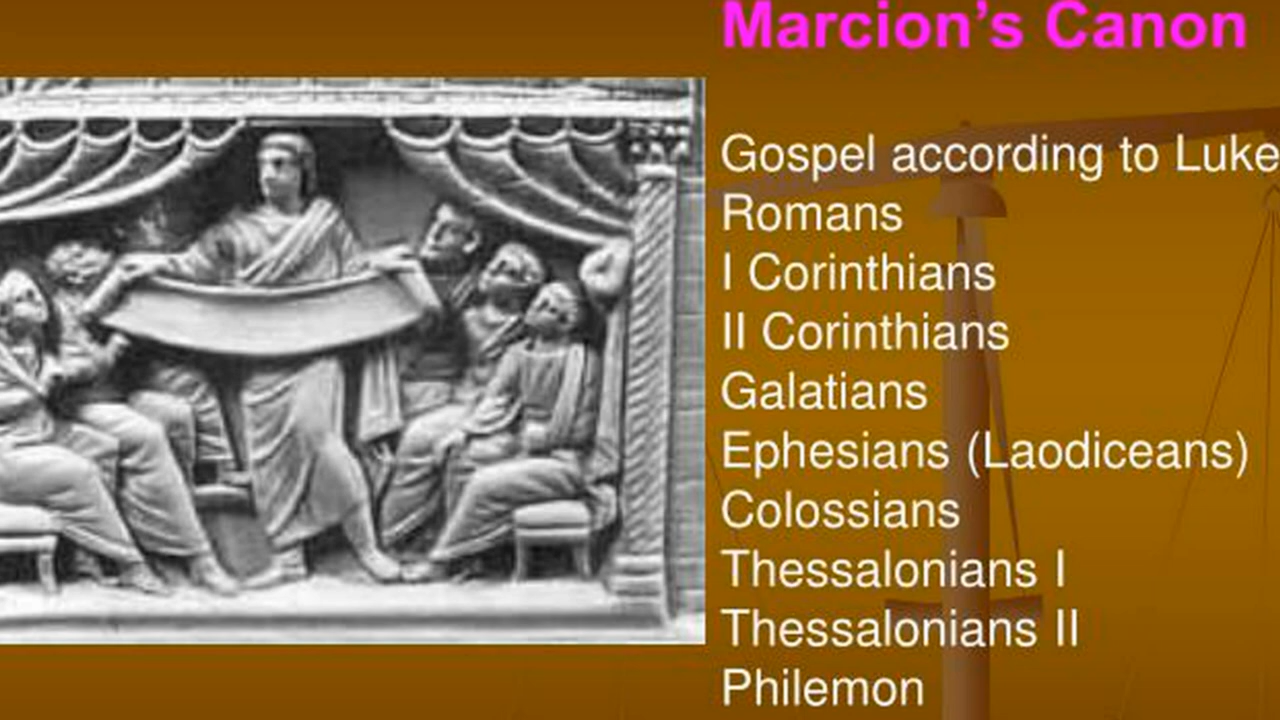 Marcion's Canon
Gospel according to Luke
Romans
I Corinthians
II Corinthians
Galatians
Ephesians (Laodiceans)
Colossians
Thessalonians I
Thessalonians II
Philemon